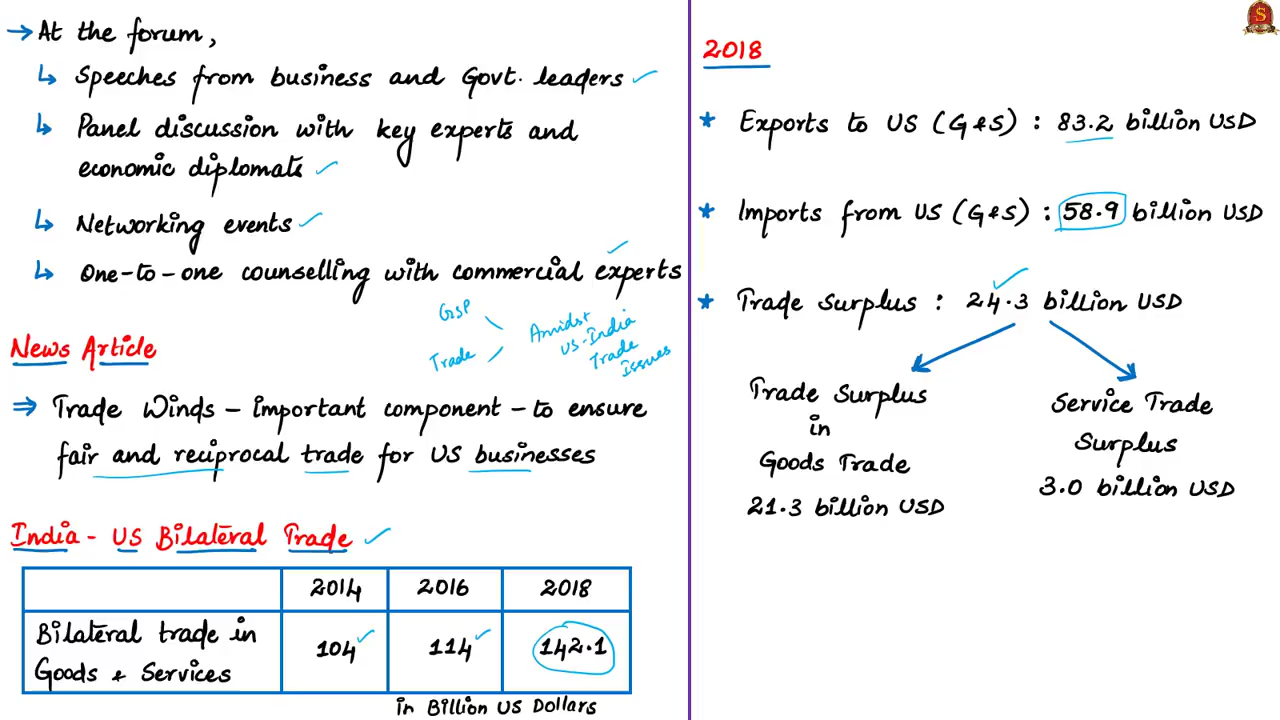 → At the forum,
↳ Speeches from business and Govt. leaders
↳ Panel discussion with key experts and
economic diplomats
↳ Networking events
↳ One-to-one counselling with commercial experts
GSP
Trade
Amidst
US-India
Trade
Issues
News Article
⇒ Trade Winds - important component - to ensure
fair and reciprocal trade for US businesses
India - US Bilateral Trade
2014 2016 2018
Bilateral trade in
Goods & Services
104 114 142.1
in Billion US Dollars
S
2018
* Exports to US (G&S) : 83.2 billion USD
* Imports from US (G&S) : 58.9 billion USD
* Trade Surplus : 24.3 billion USD
Trade Surplus
in
Goods Trade
21.3 billion USD
Service Trade
Surplus
3.0 billion USD